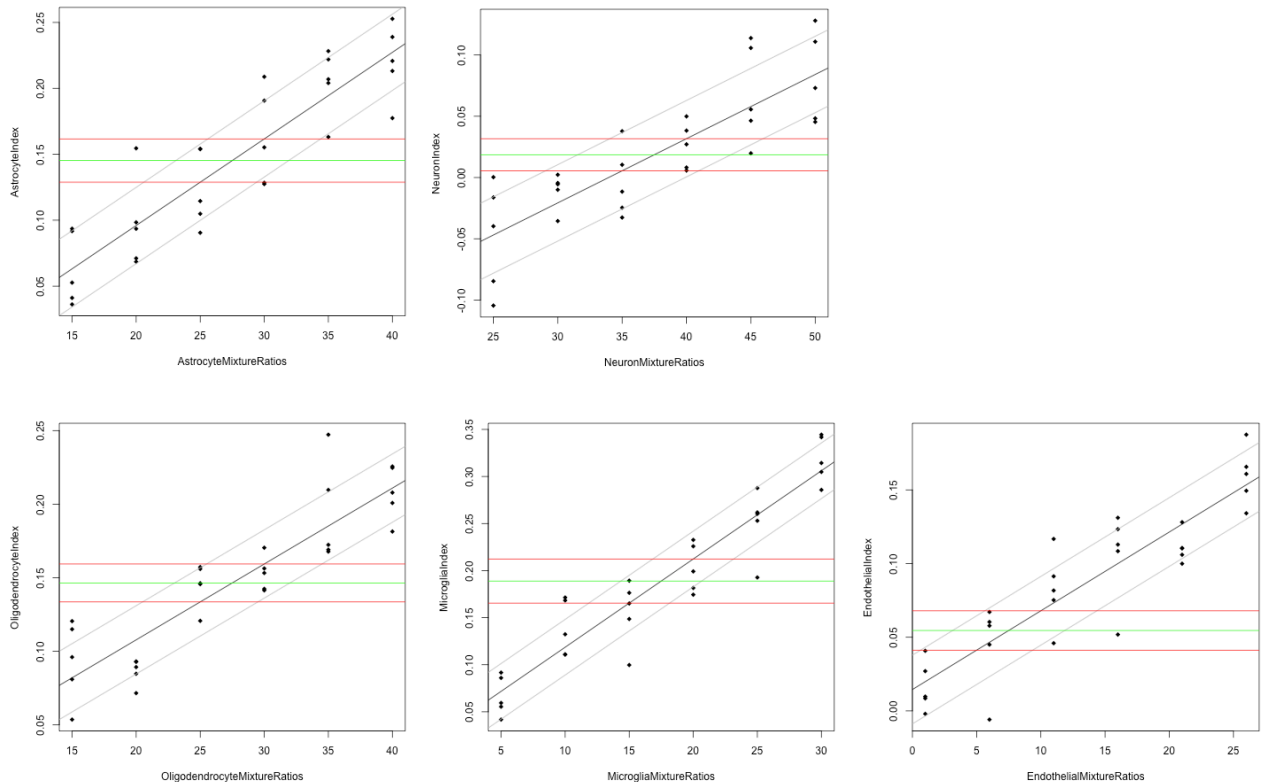 0.25
0.20
0.15
0.10
0.05
AstrocyteIndex
15 20 25 30 35 40
AstrocyteMixtureRatios
0.10
0.05
0.00
-0.05
-0.10
NeuronIndex
25 30 35 40 45 50
NeuronMixtureRatios
0.25
0.20
0.15
0.10
0.05
OligodendrocyteIndex
15 20 25 30 35 40
OligodendrocyteMixtureRatios
0.35
0.30
0.25
0.20
0.15
0.10
0.05
MicrogliaIndex
5 10 15 20 25 30
MicrogliaMixtureRatios
0.15
0.10
0.05
0.00
EndothelialIndex
0 5 10 15 20 25
EndothelialMixtureRatios